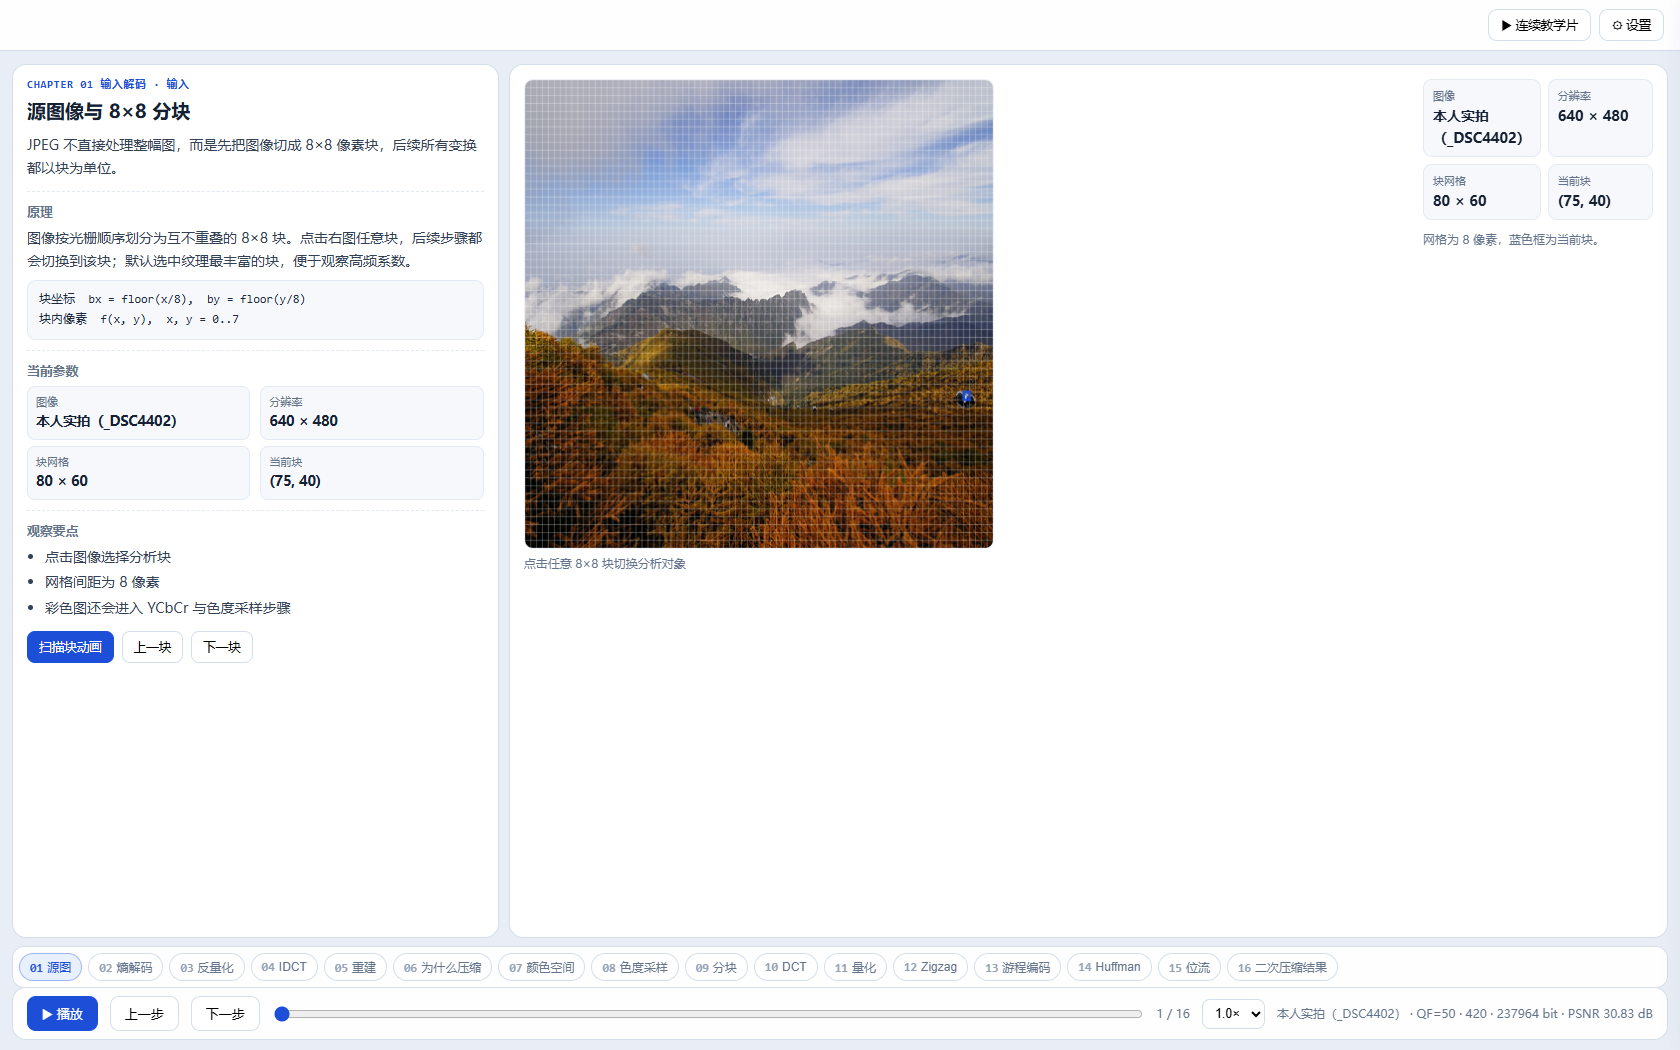 ▶ 连续教学片
⚙ 设置
CHAPTER 01 输入解码 · 输入
源图像与 8×8 分块
JPEG 不直接处理整幅图，而是先把图像切成 8×8 像素块，后续所有变换
都以块为单位。
原理
图像按光栅顺序划分为互不重叠的 8×8 块。点击右图任意块，后续步骤都
会切换到该块；默认选中纹理最丰富的块，便于观察高频系数。
块坐标 bx = floor(x/8), by = floor(y/8)
块内像素 f(x, y), x, y = 0..7
当前参数
图像
本人实拍（_DSC4402）
分辨率
640 × 480
块网格
80 × 60
当前块
(75, 40)
观察要点
• 点击图像选择分析块
• 网格间距为 8 像素
• 彩色图还会进入 YCbCr 与色度采样步骤
扫描块动画
上一块
下一块
点击任意 8×8 块切换分析对象
图像
本人实拍
（_DSC4402）
分辨率
640 × 480
块网格
80 × 60
当前块
(75, 40)
网格为 8 像素，蓝色框为当前块。
01 源图
02 熵解码
03 反量化
04 IDCT
05 重建
06 为什么压缩
07 颜色空间
08 色度采样
09 分块
10 DCT
11 量化
12 Zigzag
13 游程编码
14 Huffman
15 位流
16 二次压缩结果
▶ 播放
上一步
下一步
1 / 16
1.0×
本人实拍（_DSC4402） · QF=50 · 420 · 237964 bit · PSNR 30.83 dB